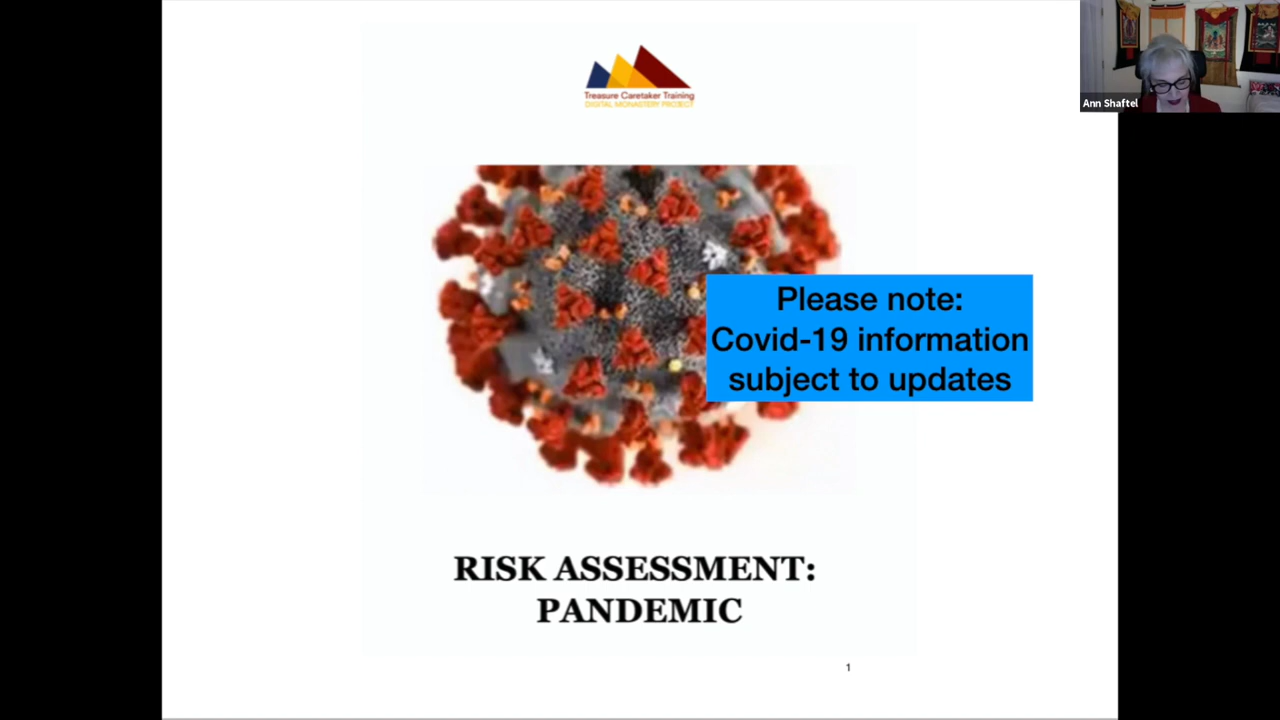 Treasure Caretaker Training
DIGITAL MONASTERY PROJECT
Ann Shaftel
Please note:
Covid-19 information
subject to updates
RISK ASSESSMENT:
PANDEMIC
1